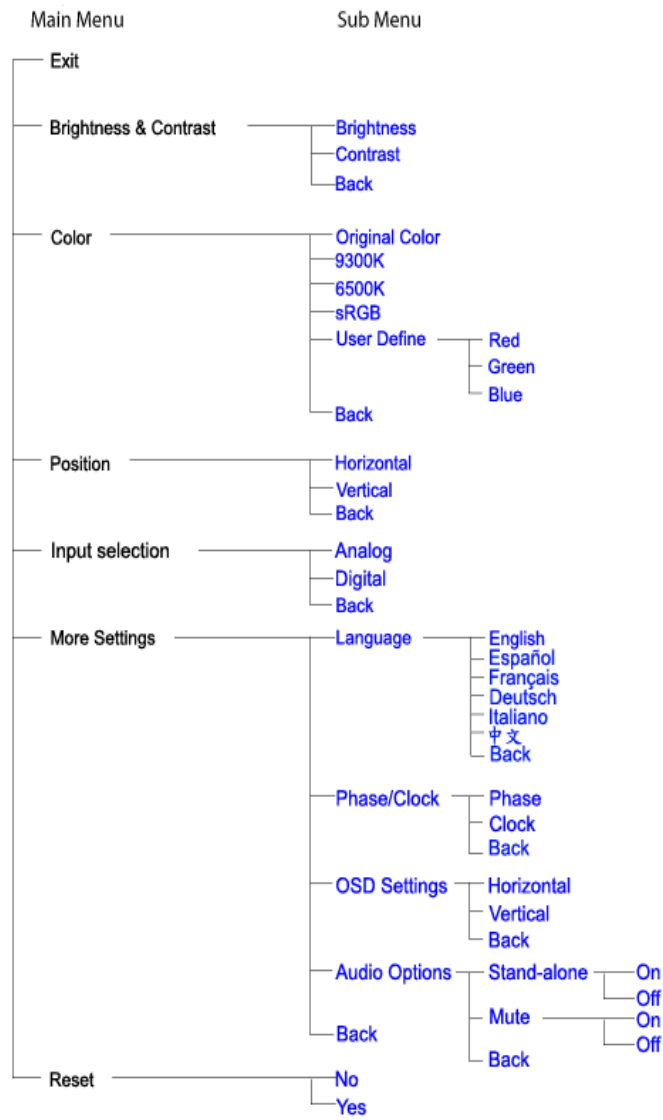 Main Menu Sub Menu
Exit
Brightness & Contrast Brightness
Contrast
Back
Color Original Color
9300K
6500K
sRGB
User Define Red
Green
Blue
Back
Position Horizontal
Vertical
Back
Input selection Analog
Digital
Back
More Settings Language English
Español
Français
Deutsch
Italiano
中文
Back
Phase/Clock Phase
Clock
Back
OSD Settings Horizontal
Vertical
Back
Audio Options Stand-alone On
Off
Mute On
Off
Back
Back
Reset No
Yes